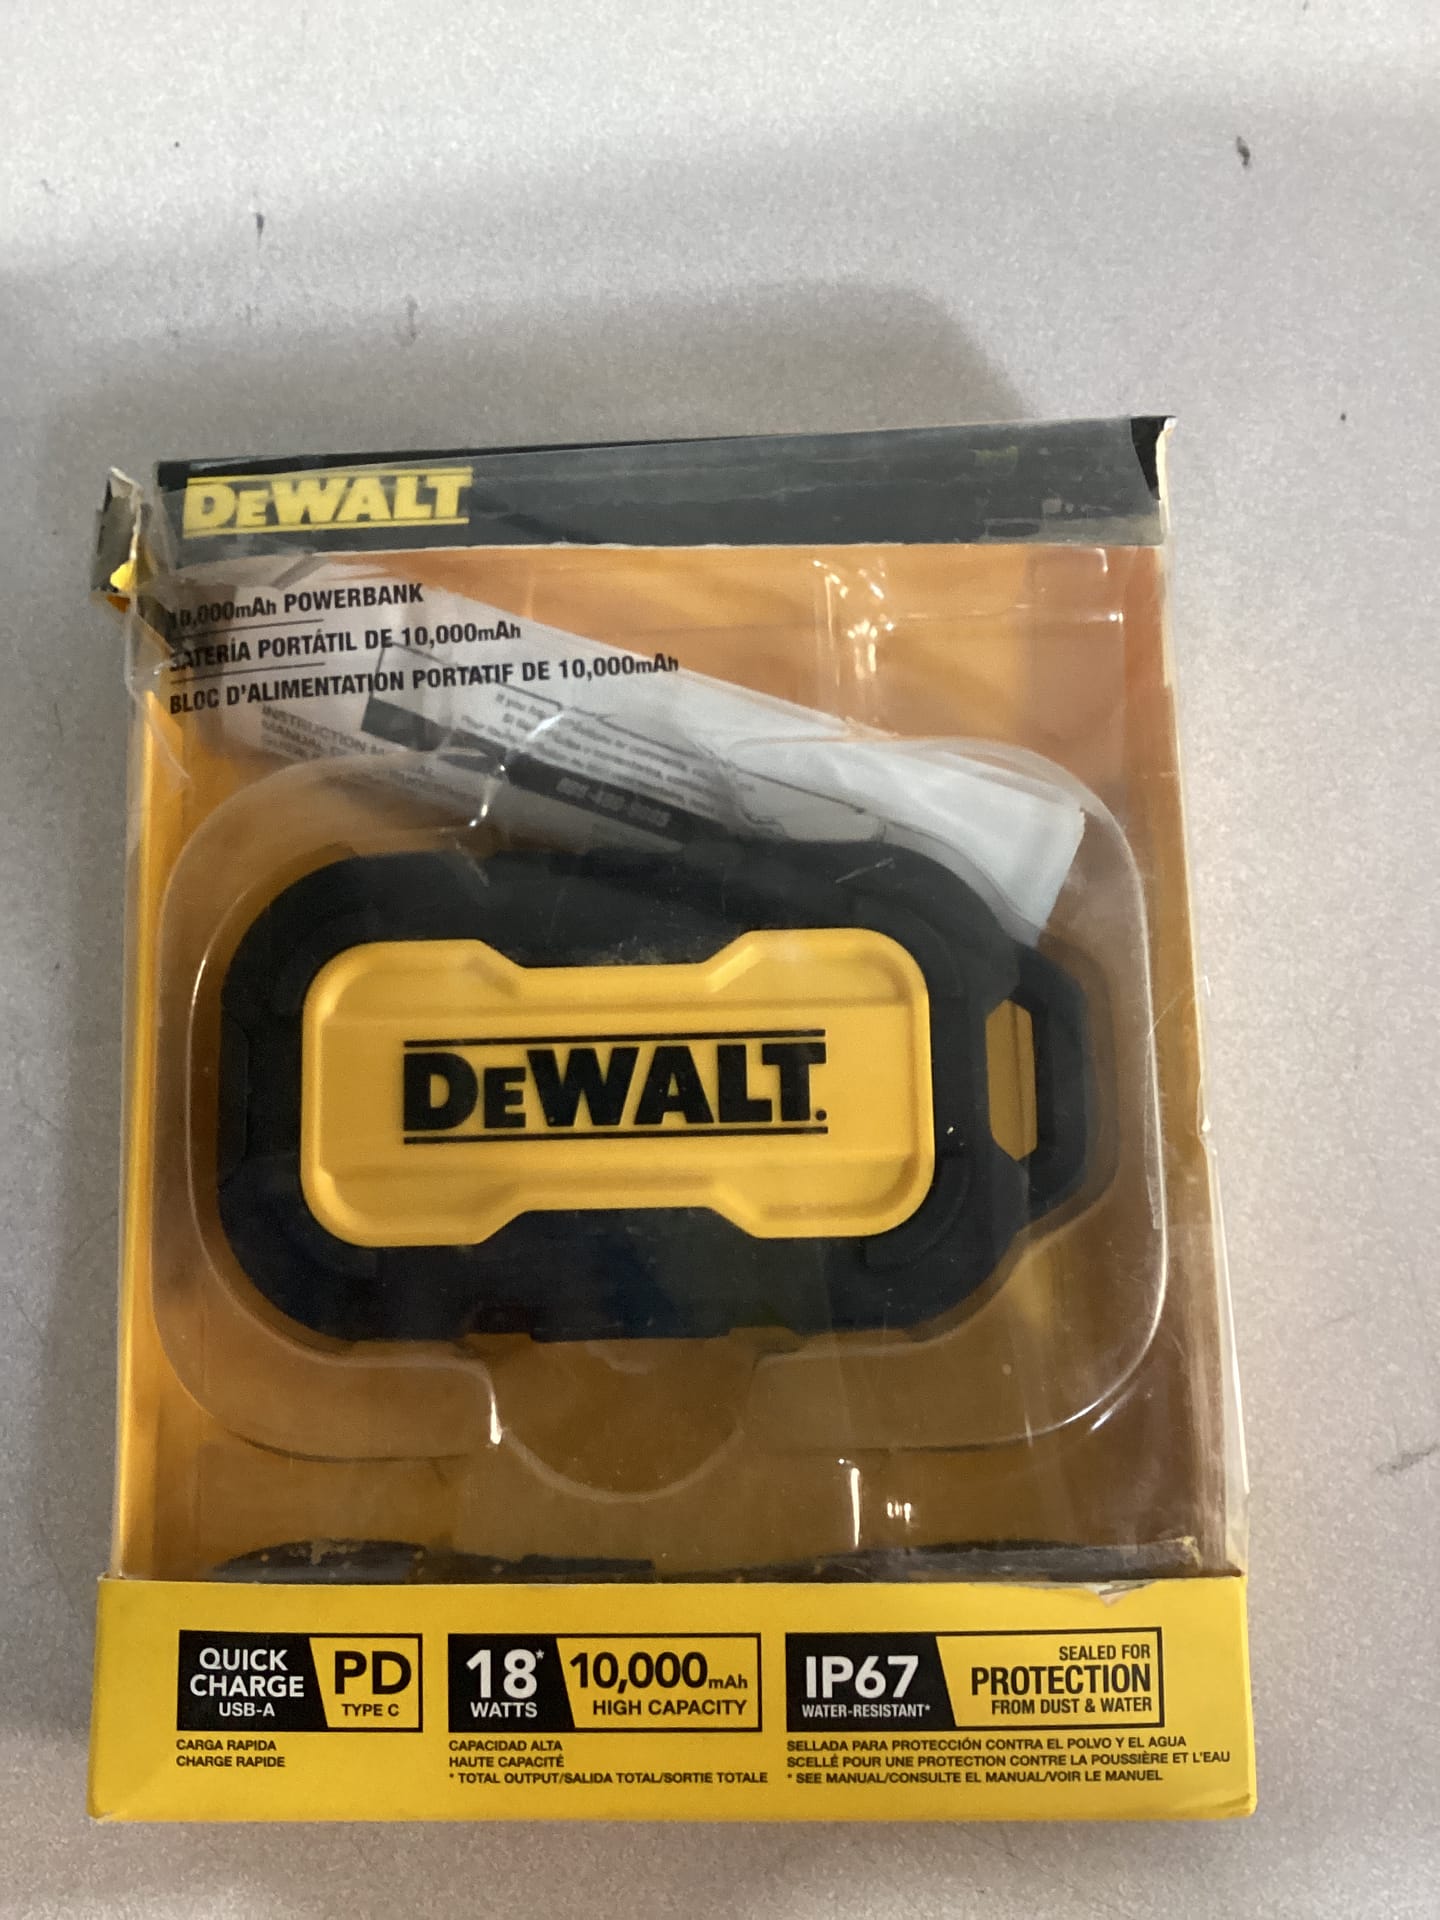 DEWALT
10,000mAh POWERBANK
BATERÍA PORTÁTIL DE 10,000mAh
BLOC D'ALIMENTATION PORTATIF DE 10,000mAh
INSTRUCTION
DEWALT.
QUICK CHARGE USB-A
PD TYPE C
CARGA RAPIDA
CHARGE RAPIDE
18* WATTS
10,000mAh HIGH CAPACITY
CAPACIDAD ALTA
HAUTE CAPACITÉ
* TOTAL OUTPUT/SALIDA TOTAL/SORTIE TOTALE
IP67
WATER-RESISTANT*
SEALED FOR
PROTECTION
FROM DUST & WATER
SELLADA PARA PROTECCIÓN CONTRA EL POLVO Y EL AGUA
SCELLÉ POUR UNE PROTECTION CONTRE LA POUSSIÈRE ET L'EAU
* SEE MANUAL/CONSULTE EL MANUAL/VOIR LE MANUEL